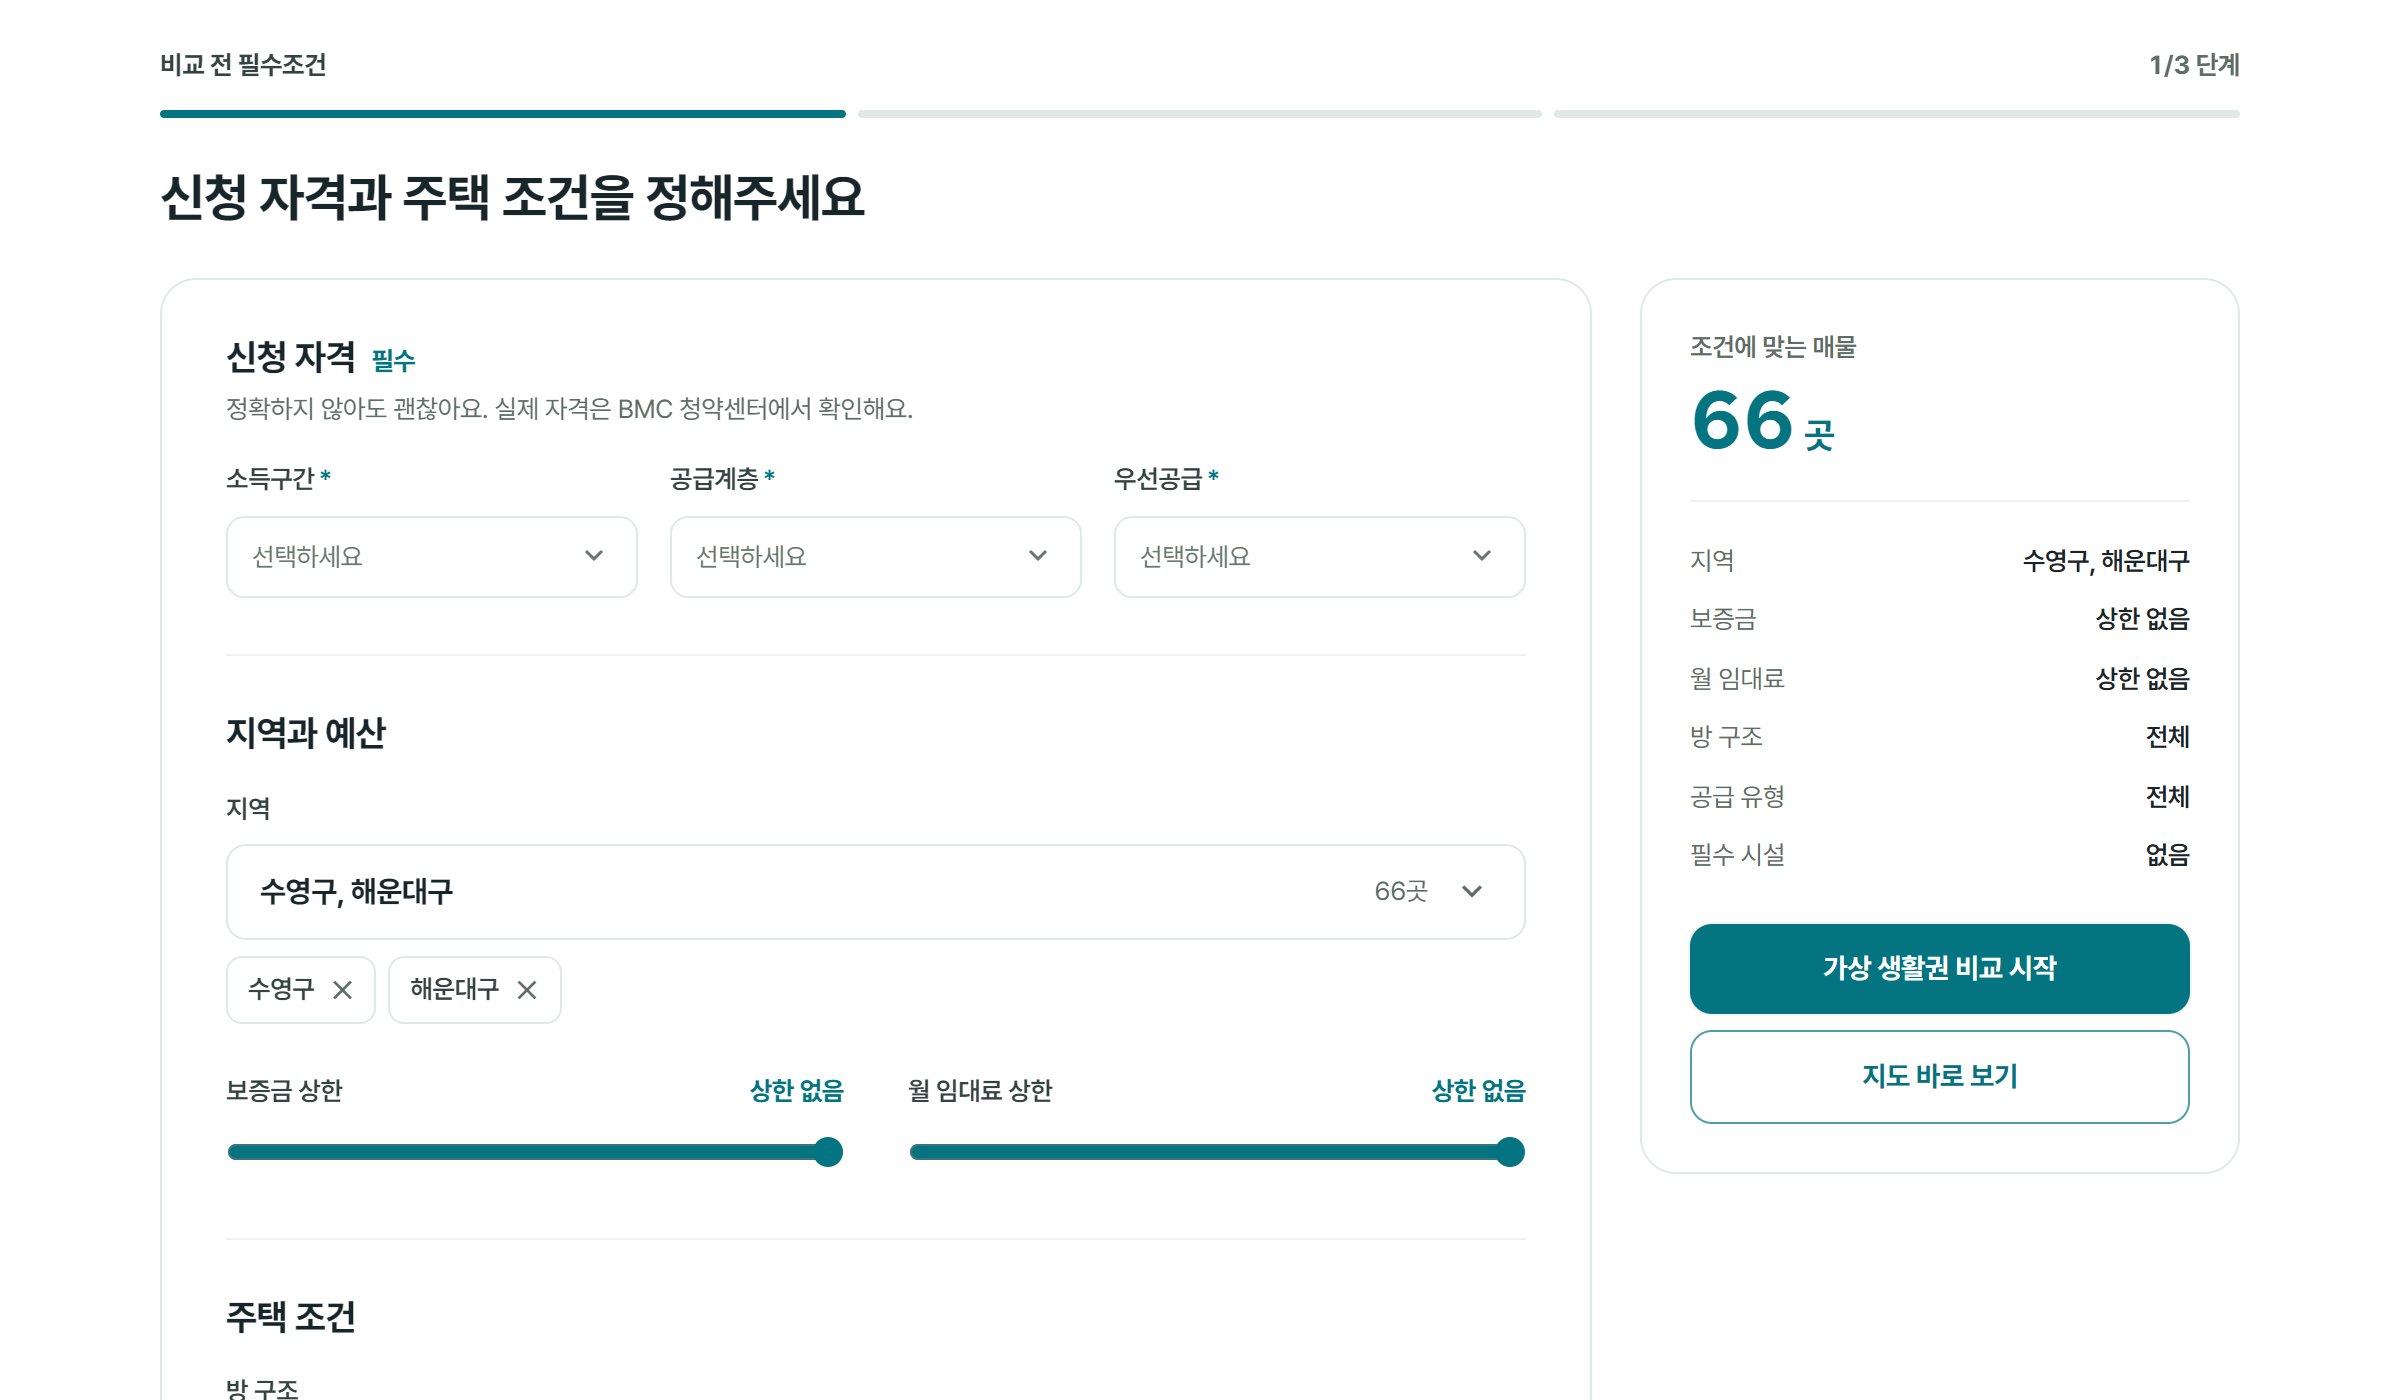 비교 전 필수조건
1/3 단계
신청 자격과 주택 조건을 정해주세요
신청 자격 필수
정확하지 않아도 괜찮아요. 실제 자격은 BMC 청약센터에서 확인해요.
소득구간 * 공급계층 * 우선공급 *
선택하세요 선택하세요 선택하세요
지역과 예산
지역
수영구, 해운대구 66곳
수영구 해운대구
보증금 상한 상한 없음 월 임대료 상한 상한 없음
주택 조건
방 구조
조건에 맞는 매물
66 곳
지역 수영구, 해운대구
보증금 상한 없음
월 임대료 상한 없음
방 구조 전체
공급 유형 전체
필수 시설 없음
가상 생활권 비교 시작
지도 바로 보기